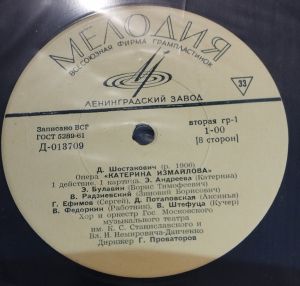 МЕЛОДИЯ
ВСЕСОЮЗНАЯ ФИРМА ГРАМПЛАСТИНОК
33
ЛЕНИНГРАДСКИЙ ЗАВОД
Записано ВСГ
ГОСТ 5289-61
Д-013709
вторая гр-1
1-00
[8 сторон]
Д. Шостакович (р. 1906)
Опера «КАТЕРИНА ИЗМАЙЛОВА»
1 действие, 1 картина. Э. Андреева (Катерина)
Э. Булавин (Борис Тимофеевич)
В. Радзиевский (Зиновий Борисович)
Г. Ефимов (Сергей) Д. Потаповская (Аксинья)
В. Федоркин (Работник) В. Штефуца (Кучер)
Хор и оркестр Гос. Московского
музыкального театра
им. К. С. Станиславского и
Вл. И. Немировича-Данченко
Дирижер Г. Проваторов